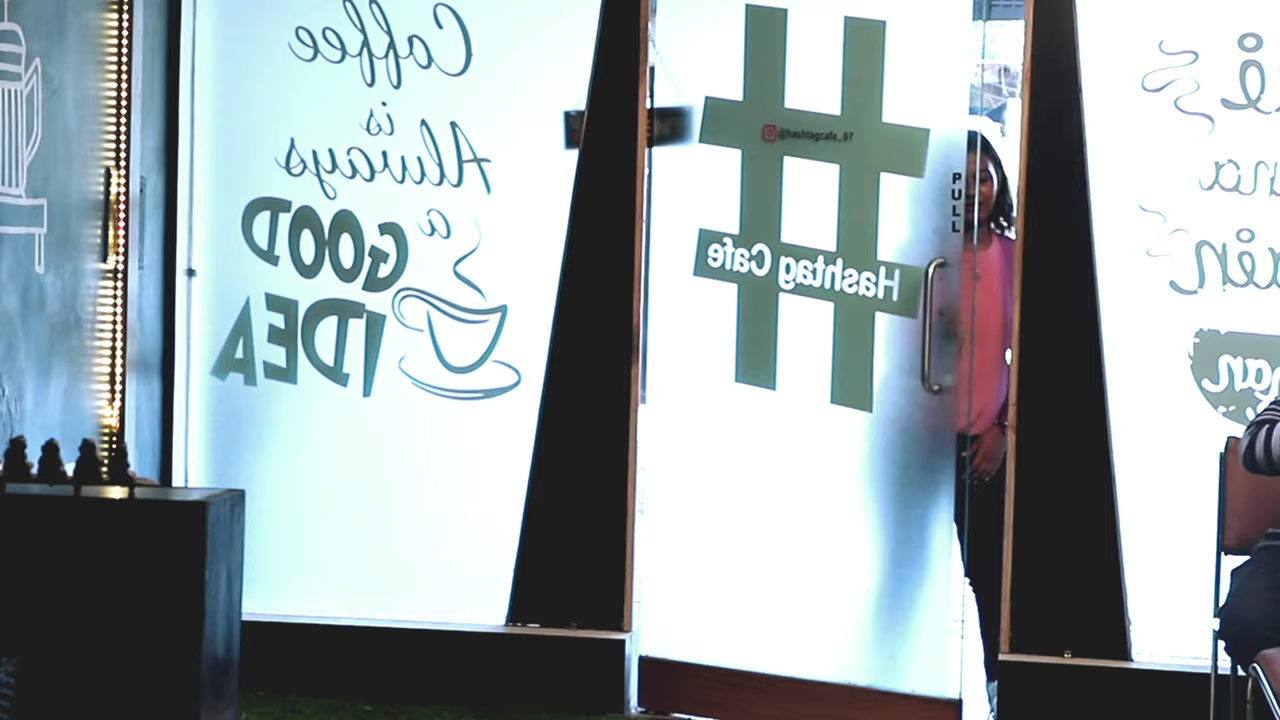 Coffee
is
Always
a
GOOD
IDEA
@hashtagcafe_07
Hashtag Cafe
PULL